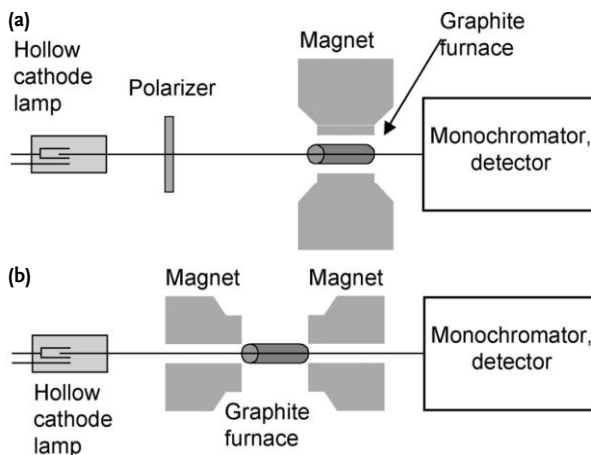 (a)
Graphite
furnace
Magnet
Hollow
cathode
lamp
Polarizer
Monochromator,
detector
(b)
Magnet
Magnet
Monochromator,
detector
Hollow
cathode
lamp
Graphite
furnace